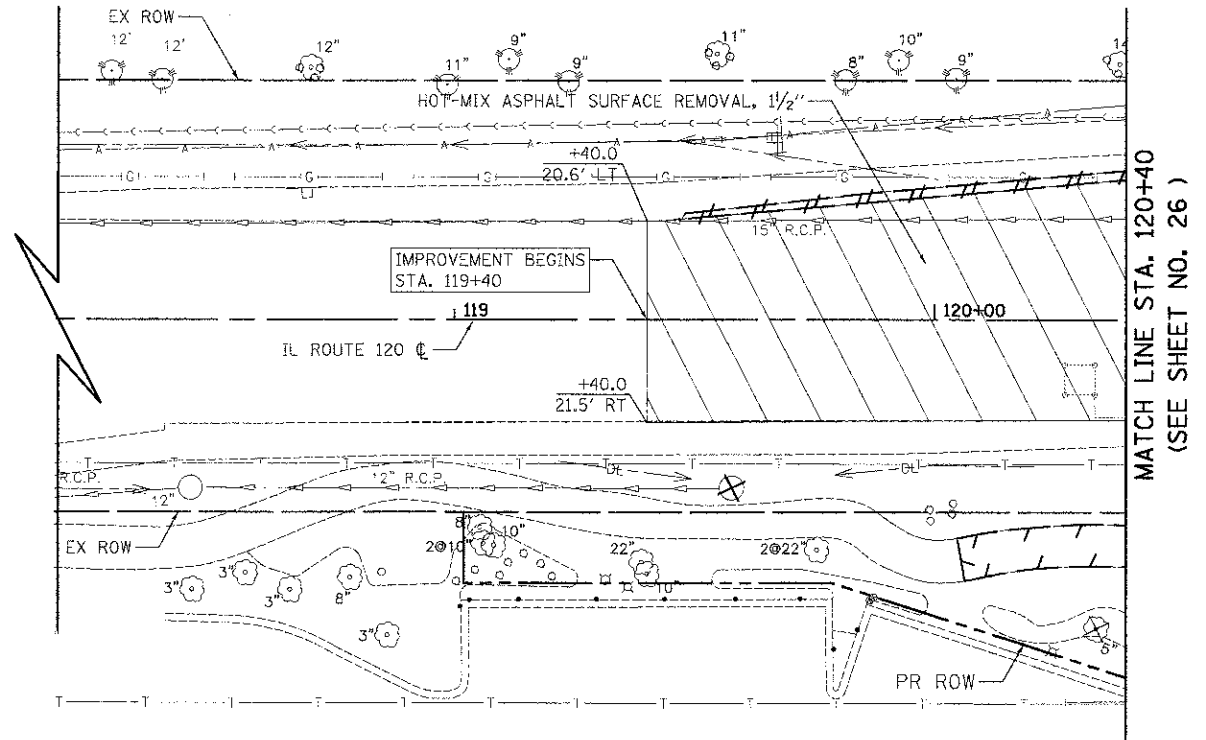 EX ROW
12' 12' 12" 11" 9" 9" 11" 8" 10" 9" 14
HOT-MIX ASPHALT SURFACE REMOVAL, 1½"
A A A A A A A A
+40.0
20.6' LT
G G G G G G
15" R.C.P.
IMPROVEMENT BEGINS
STA. 119+40
119
120+00
IL ROUTE 120 ℄
+40.0
21.5' RT
T T T T T T T T T T
R.C.P.
12"
12" R.C.P.
EX ROW
8"
10"
2@10"
22"
10"
2@22"
3" 3" 3" 8" 3"
5"
PR ROW
T T T T T T T T T T T T
MATCH LINE STA. 120+40
(SEE SHEET NO. 26 )